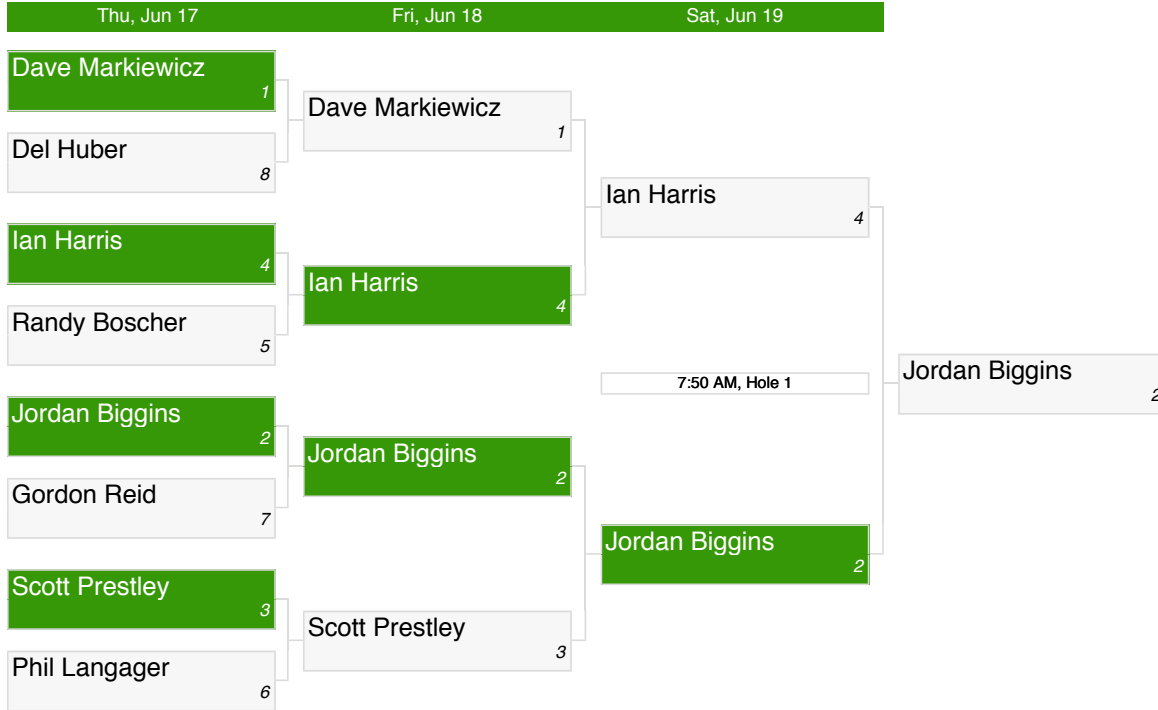 Thu, Jun 17
Fri, Jun 18
Sat, Jun 19
Dave Markiewicz
1
Del Huber
8
Ian Harris
4
Randy Boscher
5
Jordan Biggins
2
Gordon Reid
7
Scott Prestley
3
Phil Langager
6
Dave Markiewicz
1
Ian Harris
4
Jordan Biggins
2
Scott Prestley
3
Ian Harris
4
7:50 AM, Hole 1
Jordan Biggins
2
Jordan Biggins
2